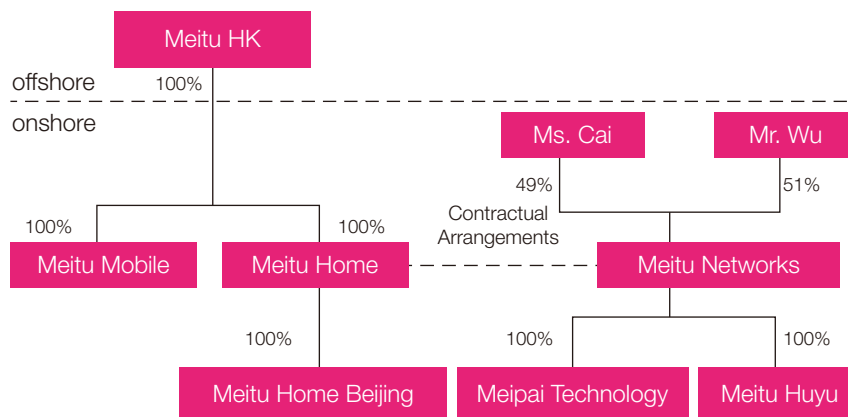 Meitu HK
100%
offshore
onshore
Ms. Cai
Mr. Wu
49%
51%
Contractual
Arrangements
100%
100%
Meitu Mobile
Meitu Home
Meitu Networks
100%
100%
100%
Meitu Home Beijing
Meipai Technology
Meitu Huyu